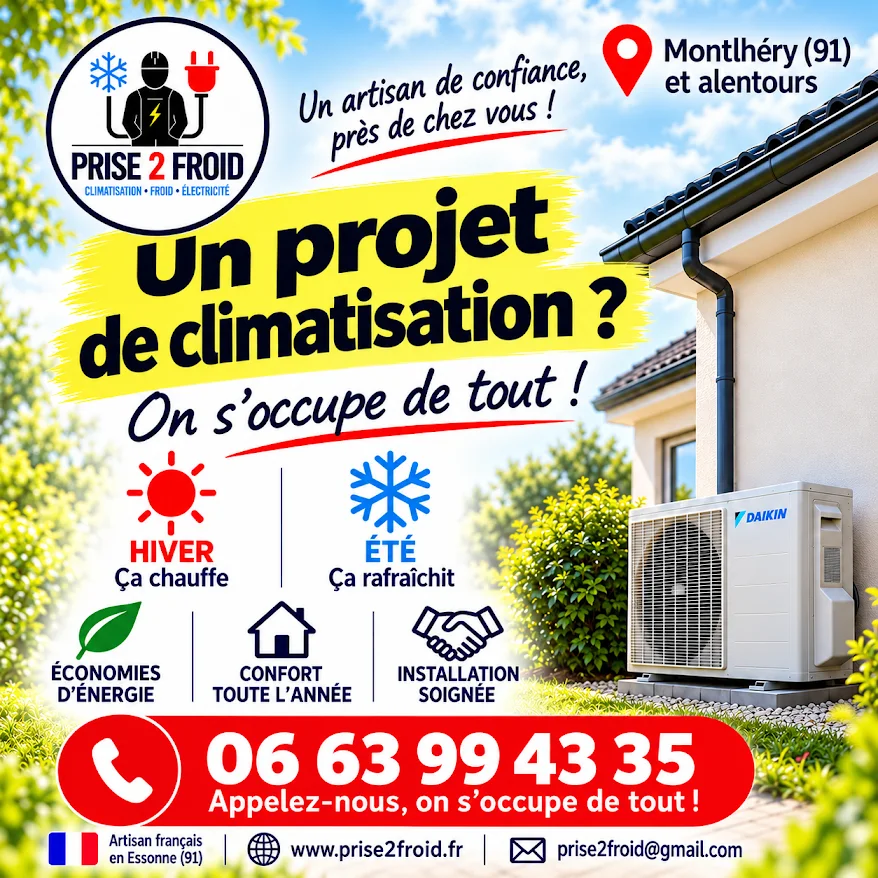 PRISE 2 FROID
CLIMATISATION • FROID • ÉLECTRICITÉ
Un artisan de confiance,
près de chez vous !
Montlhéry (91)
et alentours
Un projet
de climatisation ?
On s'occupe de tout !
HIVER
Ça chauffe
ÉTÉ
Ça rafraîchit
DAIKIN
ÉCONOMIES
D'ÉNERGIE
CONFORT
TOUTE L'ANNÉE
INSTALLATION
SOIGNÉE
06 63 99 43 35
Appelez-nous, on s'occupe de tout !
Artisan français
en Essonne (91)
www.prise2froid.fr
prise2froid@gmail.com